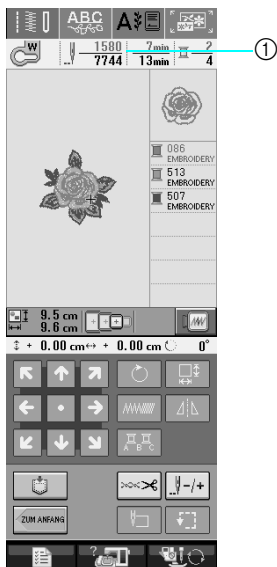 ABC A
W 1580 7min 2 ①
7744 13min 4
086
EMBROIDERY
513
EMBROIDERY
507
EMBROIDERY
9.5 cm
9.6 cm
+ 0.00 cm + 0.00 cm 0°
A B C
-/+
ZUM ANFANG
?